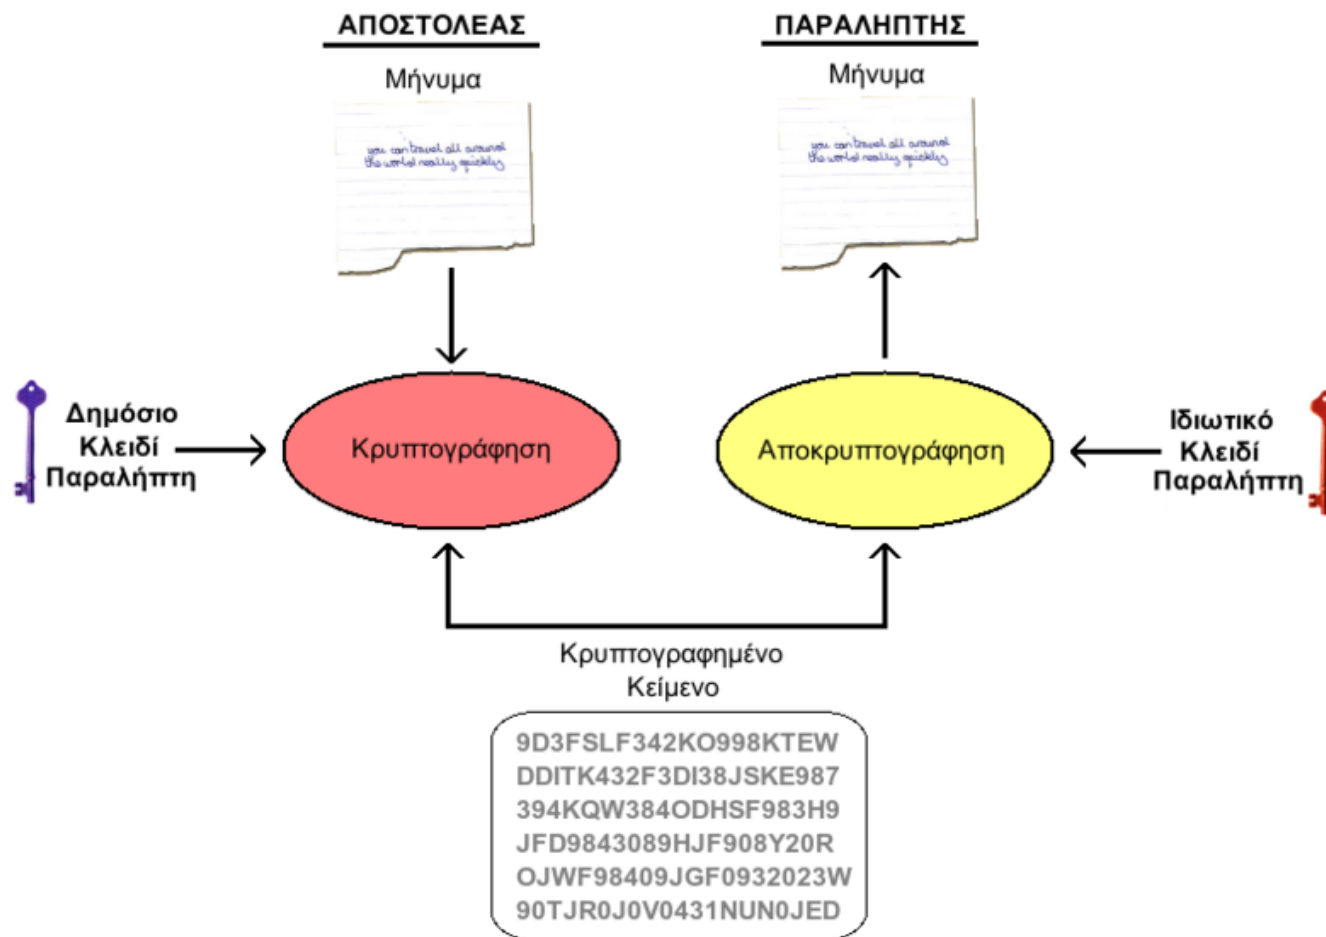 ΑΠΟΣΤΟΛΕΑΣ
Μήνυμα
you can travel all around
the world really quickly
ΠΑΡΑΛΗΠΤΗΣ
Μήνυμα
you can travel all around
the world really quickly
Δημόσιο
Κλειδί
Παραλήπτη
Κρυπτογράφηση
Αποκρυπτογράφηση
Ιδιωτικό
Κλειδί
Παραλήπτη
Κρυπτογραφημένο
Κείμενο
9D3FSLF342KO998KTEW
DDITK432F3DI38JSKE987
394KQW384ODHSF983H9
JFD9843089HJF908Y20R
OJWF98409JGF0932023W
90TJR0J0V0431NUN0JED